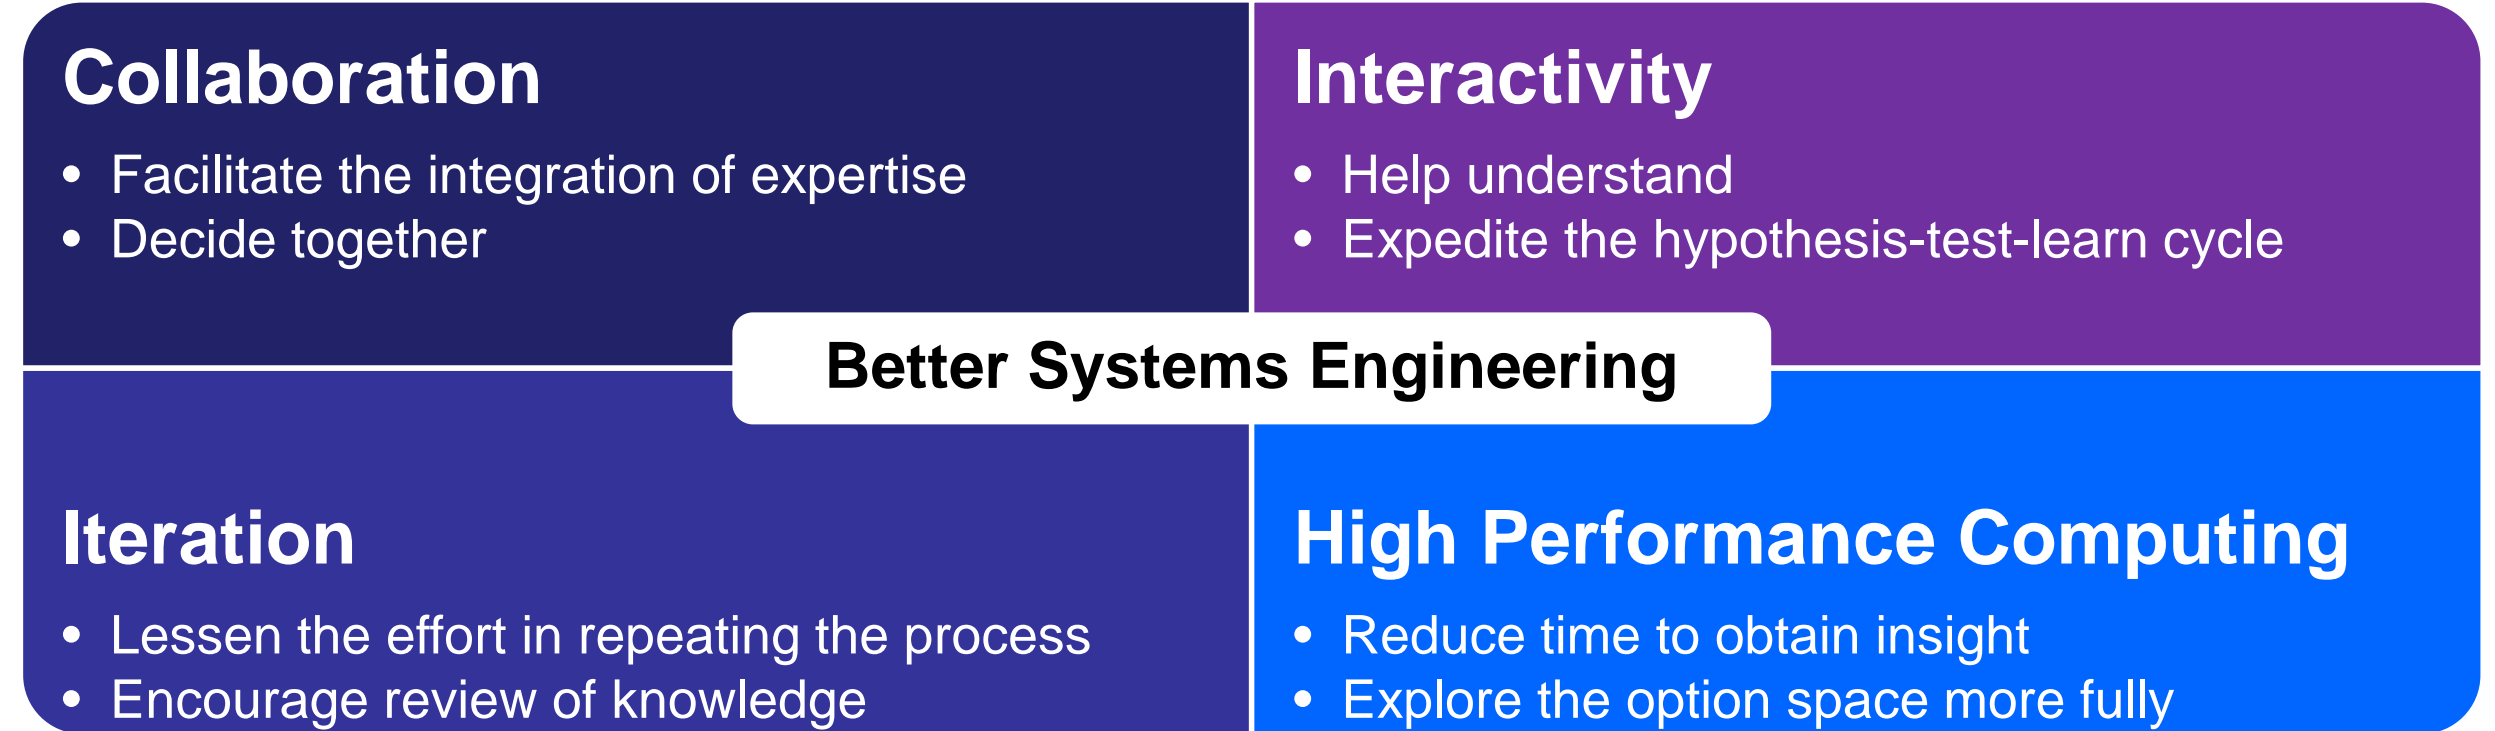 Collaboration
• Facilitate the integration of expertise
• Decide together
Interactivity
• Help understand
• Expedite the hypothesis-test-learn cycle
Better Systems Engineering
Iteration
• Lessen the effort in repeating the process
• Encourage review of knowledge
High Performance Computing
• Reduce time to obtain insight
• Explore the option space more fully